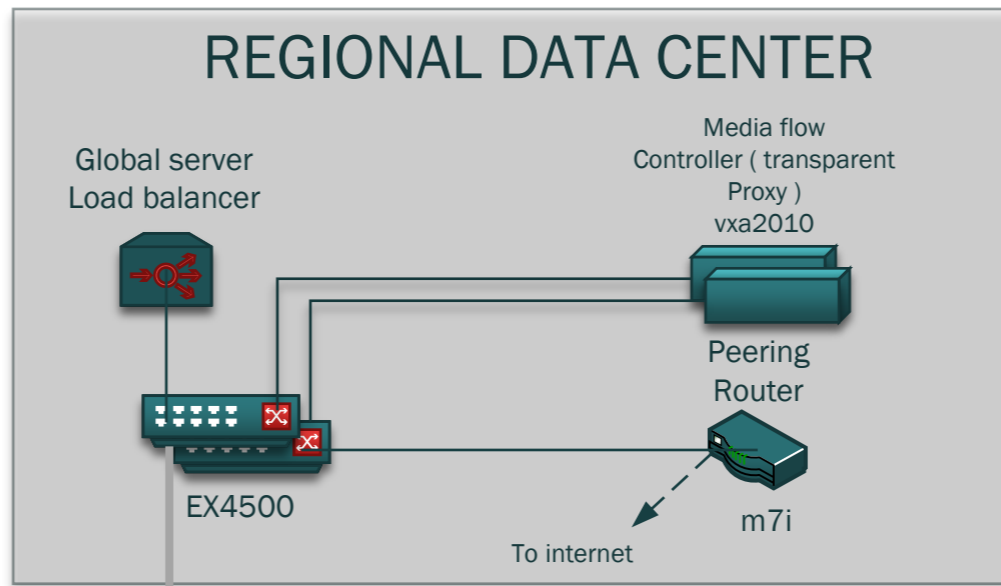 REGIONAL DATA CENTER
Global server
Load balancer
Media flow
Controller ( transparent
Proxy )
vxa2010
Peering
Router
EX4500
m7i
To internet